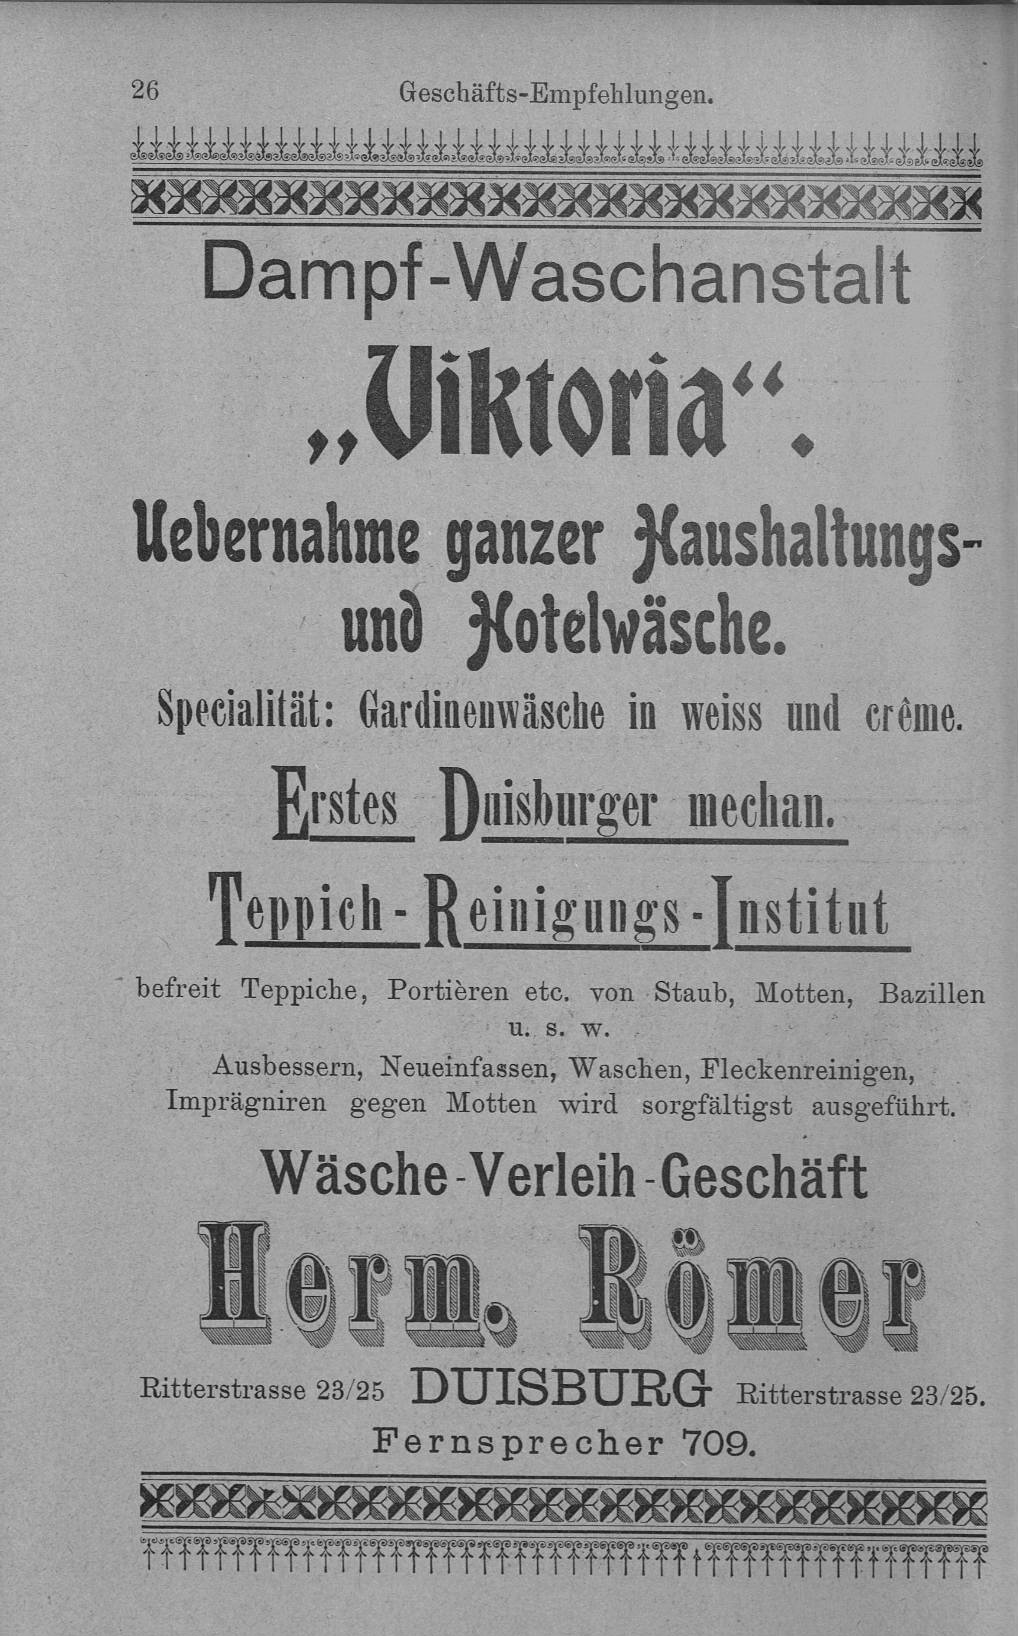 26
Geschäfts-Empfehlungen.
Dampf-Waschanstalt
„Viktoria“.
Uebernahme ganzer Haushaltungs-
und Hotelwäsche.
Specialität: Gardinenwäsche in weiss und crême.
Erstes Duisburger mechan.
Teppich-Reinigungs-Institut
befreit Teppiche, Portièren etc. von Staub, Motten, Bazillen
u. s. w.
Ausbessern, Neueinfassen, Waschen, Fleckenreinigen,
Imprägniren gegen Motten wird sorgfältigst ausgeführt.
Wäsche-Verleih-Geschäft
Herm. Römer
Ritterstrasse 23/25 DUISBURG Ritterstrasse 23/25.
Fernsprecher 709.